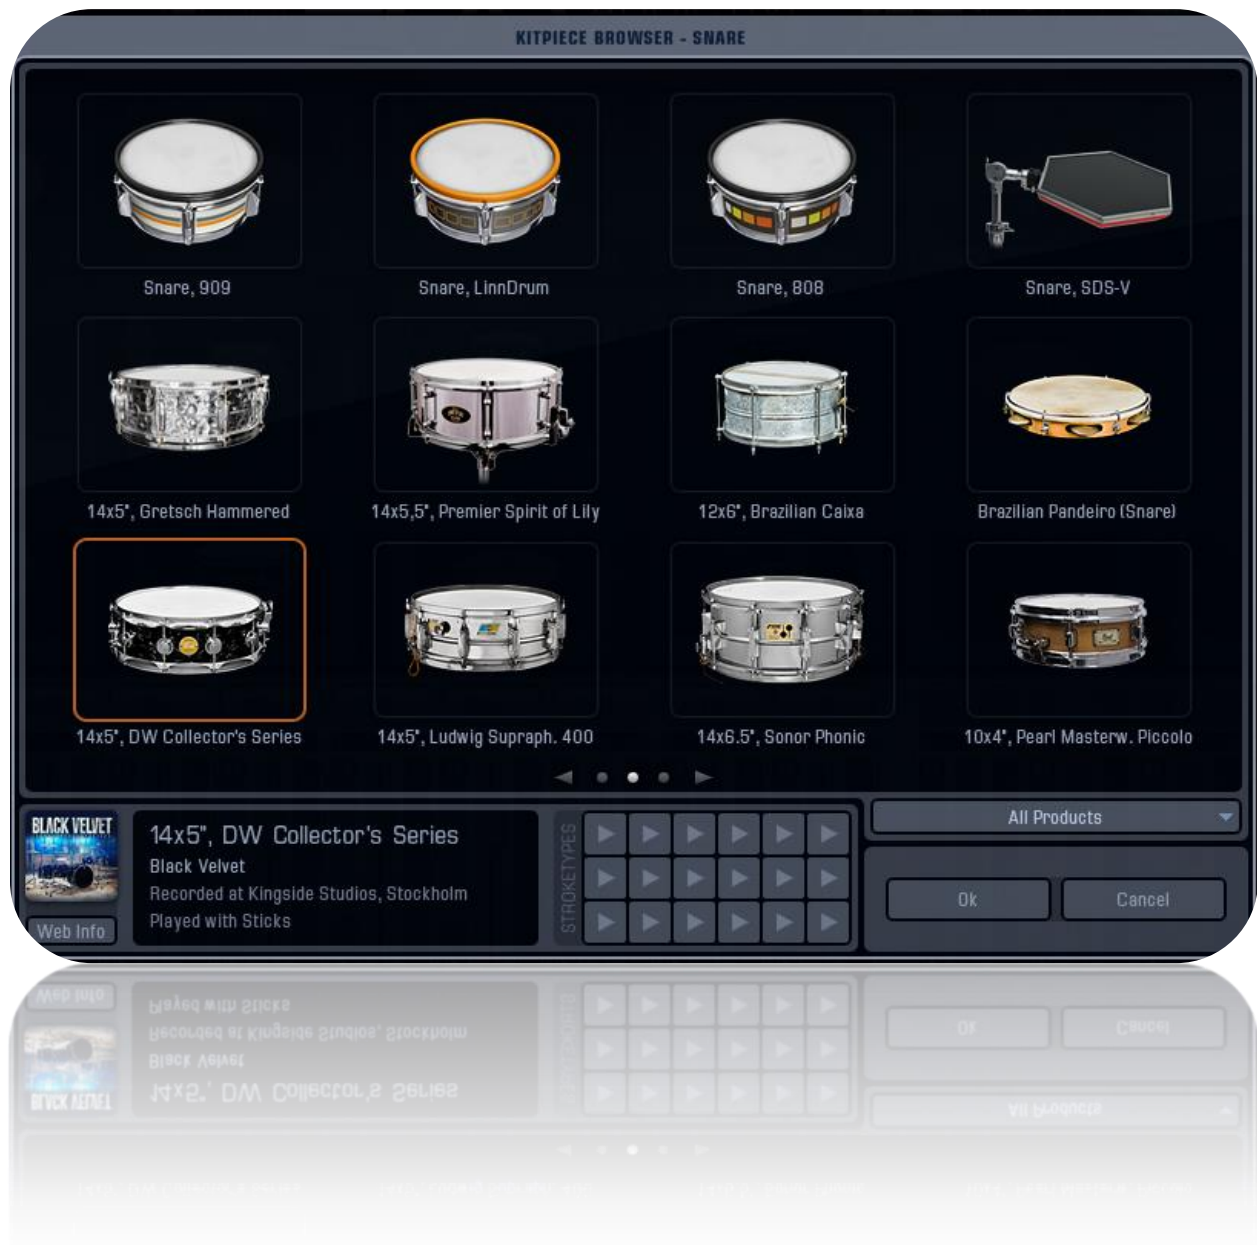 KITPIECE BROWSER - SNARE
Snare, 909
Snare, LinnDrum
Snare, 808
Snare, SDS-V
14x5", Gretsch Hammered
14x5,5", Premier Spirit of Lily
12x6", Brazilian Caixa
Brazilian Pandeiro (Snare)
14x5", DW Collector's Series
14x5", Ludwig Supraph. 400
14x6.5", Sonor Phonic
10x4", Pearl Masterw. Piccolo
BLACK VELVET
Web Info
14x5", DW Collector's Series
Black Velvet
Recorded at Kingside Studios, Stockholm
Played with Sticks
STROKETYPES
All Products
Ok
Cancel